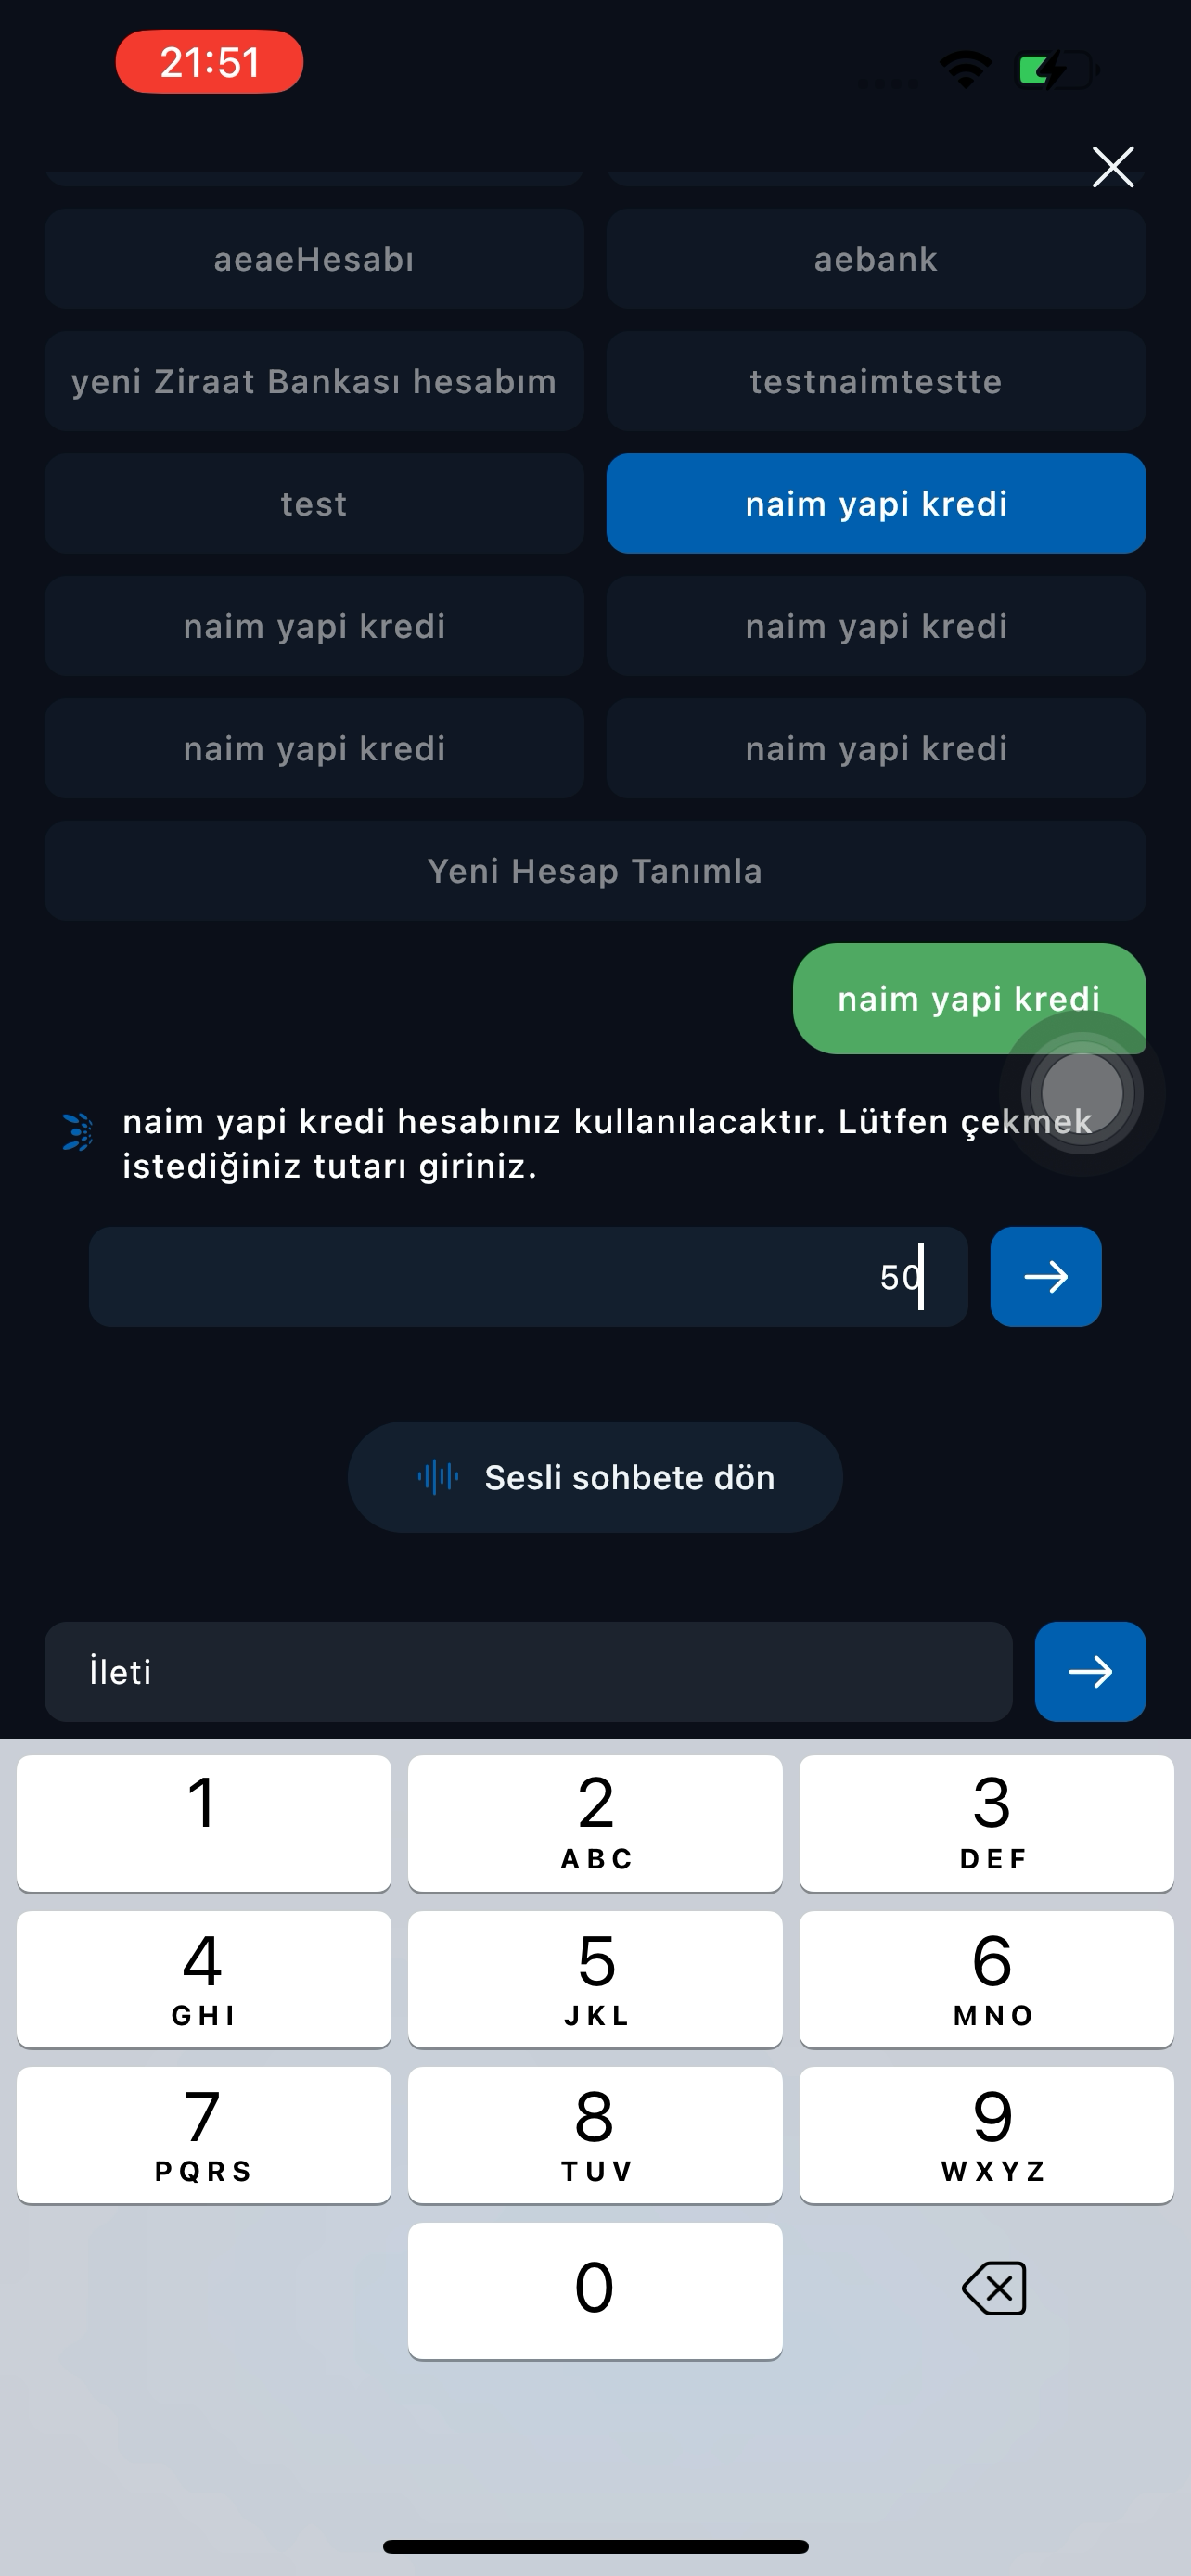 21:51
aeaeHesabı
aebank
yeni Ziraat Bankası hesabım
testnaimtestte
test
naim yapi kredi
naim yapi kredi
naim yapi kredi
naim yapi kredi
naim yapi kredi
Yeni Hesap Tanımla
naim yapi kredi
naim yapi kredi hesabınız kullanılacaktır. Lütfen çekmek
istediğiniz tutarı giriniz.
50
Sesli sohbete dön
İleti
1
2
ABC
3
DEF
4
GHI
5
JKL
6
MNO
7
PQRS
8
TUV
9
WXYZ
0